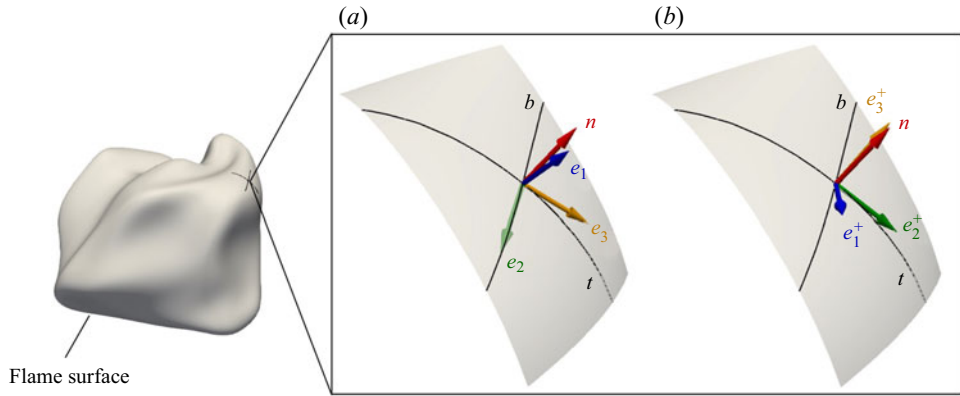 (a)
b
n
e₁
e₃
e₂
t
(b)
b
e₃⁺
n
e₂⁺
e₁⁺
t
Flame surface